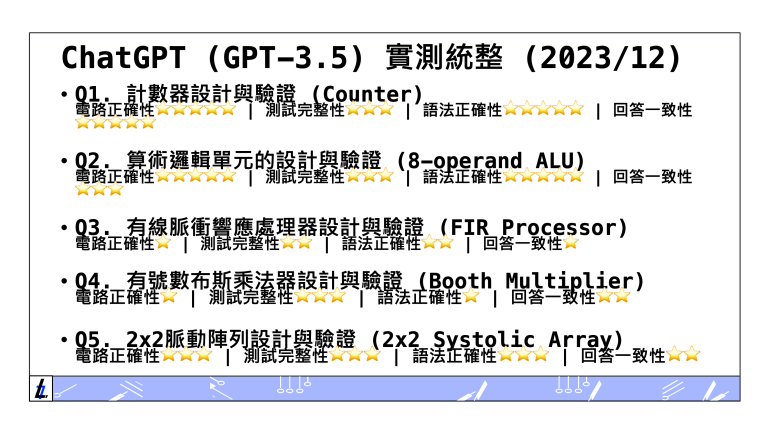 ChatGPT (GPT-3.5) 實測統整 (2023/12)
• Q1. 計數器設計與驗證 (Counter)
電路正確性⭐⭐⭐⭐⭐ | 測試完整性⭐⭐⭐ | 語法正確性⭐⭐⭐⭐⭐ | 回答一致性
⭐⭐⭐⭐⭐
• Q2. 算術邏輯單元的設計與驗證 (8-operand ALU)
電路正確性⭐⭐⭐⭐⭐ | 測試完整性⭐⭐⭐ | 語法正確性⭐⭐⭐⭐⭐ | 回答一致性
⭐⭐⭐
• Q3. 有線脈衝響應處理器設計與驗證 (FIR Processor)
電路正確性⭐ | 測試完整性⭐⭐ | 語法正確性⭐⭐ | 回答一致性⭐
• Q4. 有號數布斯乘法器設計與驗證 (Booth Multiplier)
電路正確性⭐ | 測試完整性⭐⭐⭐ | 語法正確性⭐ | 回答一致性⭐⭐
• Q5. 2x2脈動陣列設計與驗證 (2x2 Systolic Array)
電路正確性⭐⭐⭐ | 測試完整性⭐⭐⭐ | 語法正確性⭐⭐⭐ | 回答一致性⭐⭐